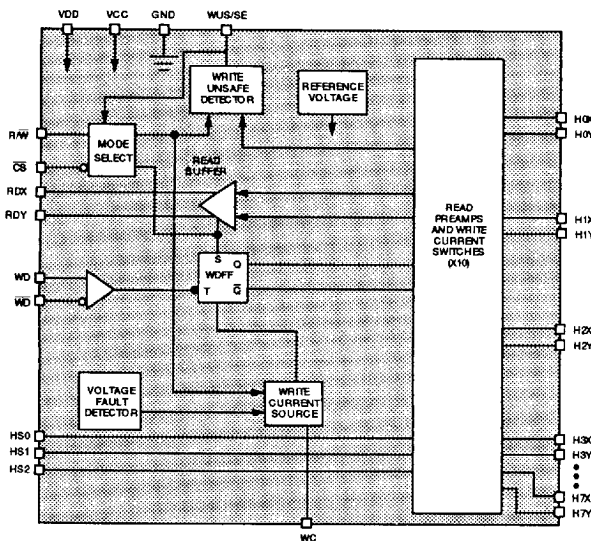 VDD VCC GND WUS/SE
WRITE
UNSAFE
DETECTOR
REFERENCE
VOLTAGE
R/W̅
MODE
SELECT
C̅S̅
READ
BUFFER
RDX
RDY
S
WDFF
Q
T
Q̅
WD
W̅D̅
VOLTAGE
FAULT
DETECTOR
WRITE
CURRENT
SOURCE
HS0
HS1
HS2
WC
READ
PREAMPS
AND WRITE
CURRENT
SWITCHES
(X10)
H0X
H0Y
H1X
H1Y
H2X
H2Y
H3X
H3Y
H7X
H7Y